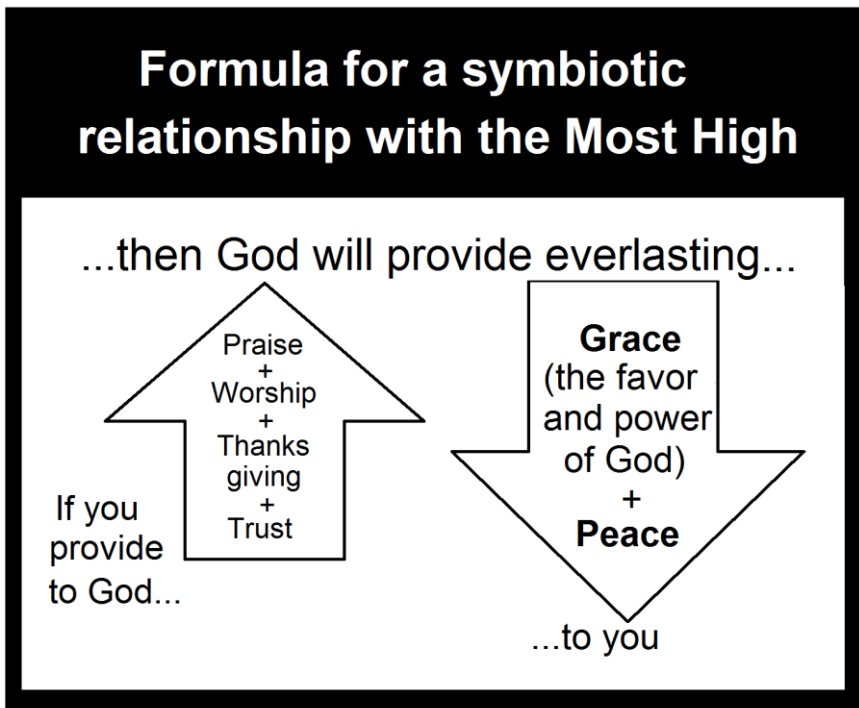 Formula for a symbiotic
relationship with the Most High
...then God will provide everlasting...
Praise
+
Worship
+
Thanks
giving
+
Trust
If you
provide
to God...
Grace
(the favor
and power
of God)
+
Peace
...to you